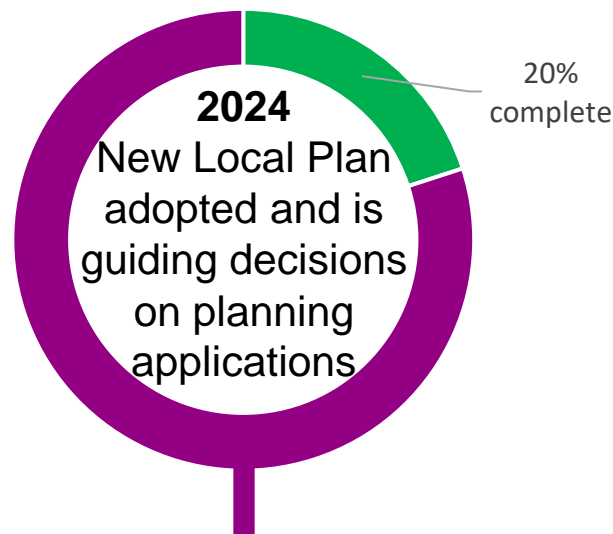 2024
New Local Plan
adopted and is
guiding decisions
on planning
applications
20%
complete